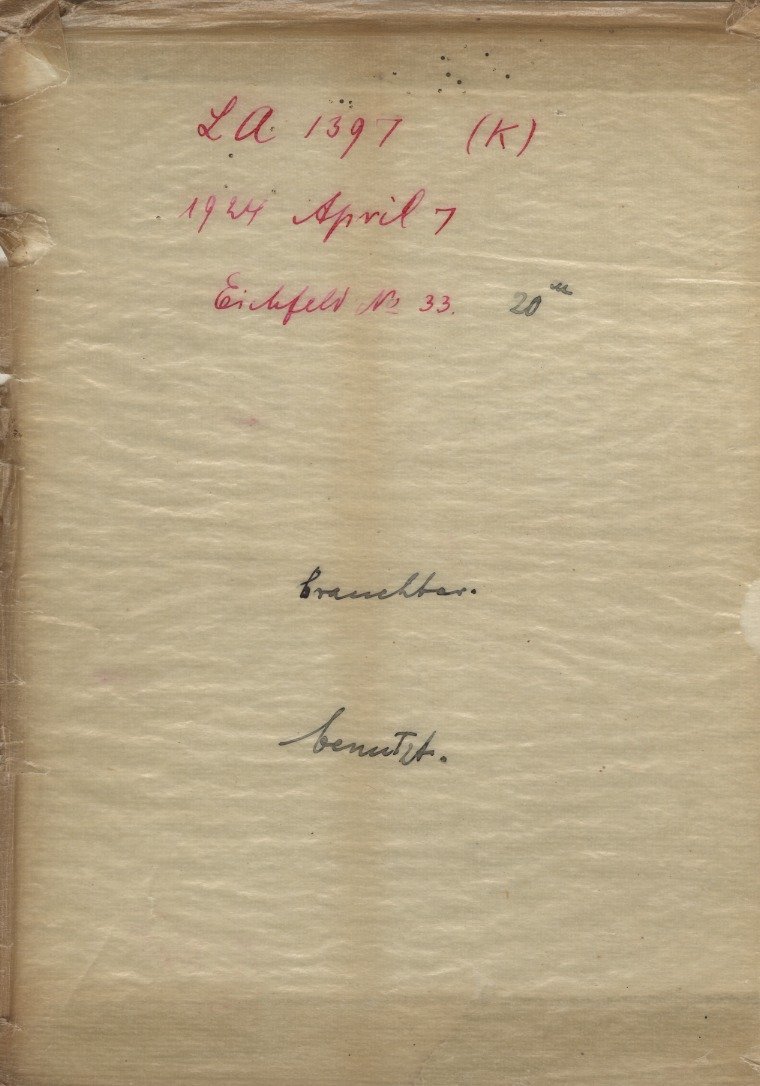 LA 1397 (K)
1924 April 7
Eichfeld № 33. 20ᵐ
brauchbar.
benutzt.